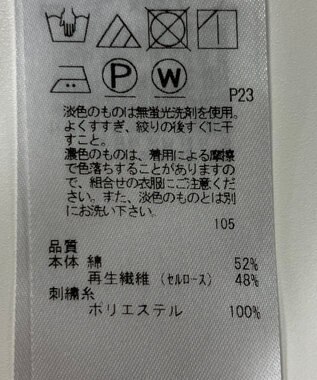 P W
P23
淡色のものは無蛍光洗剤を使用。
よくすすぎ、絞りの後すぐに干
すこと。
濃色のものは、着用による摩擦
で色落ちすることがありますの
で、組合せの衣服にご注意くだ
さい。また、淡色のものとは別
にお洗い下さい。
105
品質
本体 綿 52%
再生繊維 (セルロース) 48%
刺繍糸
ポリエステル 100%